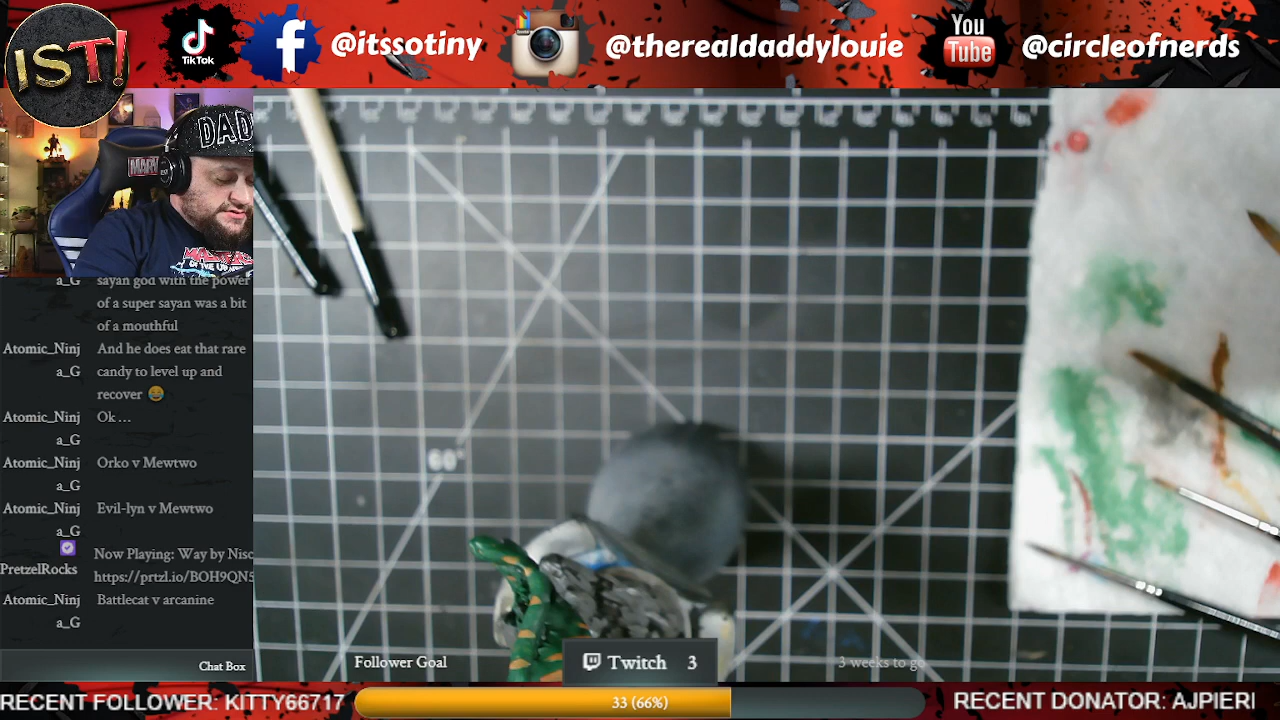 IST!
TikTok
@itssotiny
@therealdaddylouie
You Tube
@circleofnerds
DAD
a_G sayan god with the power
of a super sayan was a bit
of a mouthful
Atomic_Ninj And he does eat that rare
a_G candy to level up and
recover 😂
Atomic_Ninj Ok ...
a_G
Atomic_Ninj Orko v Mewtwo
a_G
Atomic_Ninj Evil-lyn v Mewtwo
a_G
Now Playing: Way by Nisc
PretzelRocks https://prtzl.io/BOH9QN5
Atomic_Ninj Battlecat v arcanine
a_G
Chat Box
60°
Follower Goal
Twitch 3
3 weeks to go
RECENT FOLLOWER: KITTY66717
33 (66%)
RECENT DONATOR: AJPIERI